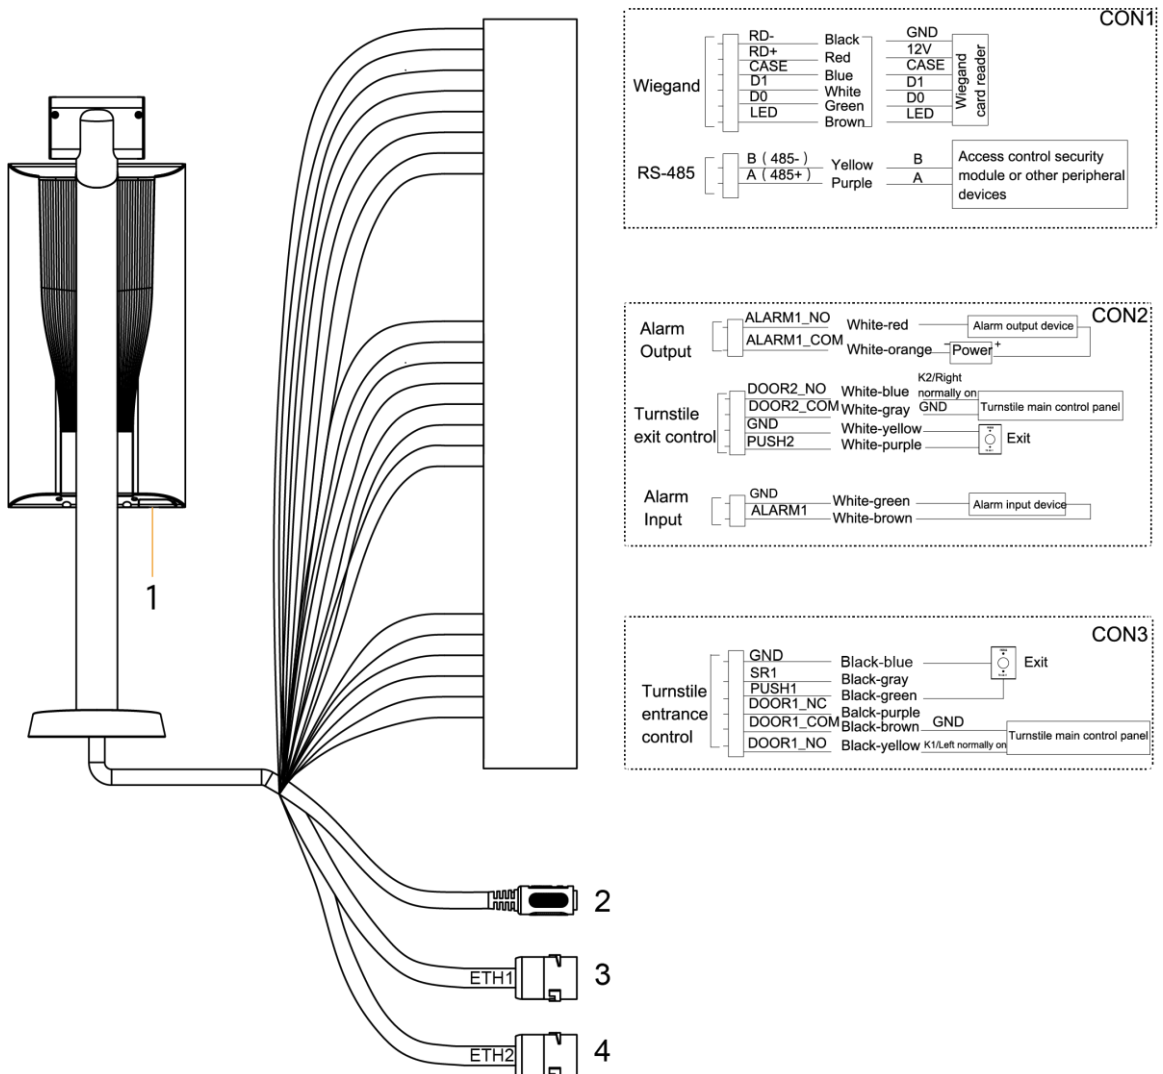 CON1
Wiegand
RD- Black GND
RD+ Red 12V
CASE Blue CASE
D1 White D1
D0 Green D0
LED Brown LED
Wiegand
card reader
RS-485
B ( 485- ) Yellow B
A ( 485+ ) Purple A
Access control security
module or other peripheral
devices
CON2
Alarm
Output
ALARM1_NO White-red Alarm output device
ALARM1_COM White-orange - Power +
Turnstile
exit control
DOOR2_NO White-blue K2/Right
normally on
DOOR2_COM White-gray GND Turnstile main control panel
GND White-yellow
PUSH2 White-purple Exit
Alarm
Input
GND White-green Alarm input device
ALARM1 White-brown
CON3
Turnstile
entrance
control
GND Black-blue Exit
SR1 Black-gray
PUSH1 Black-green
DOOR1_NC Balck-purple
DOOR1_COM Black-brown GND
DOOR1_NO Black-yellow K1/Left normally on Turnstile main control panel
1
2
ETH1 3
ETH2 4